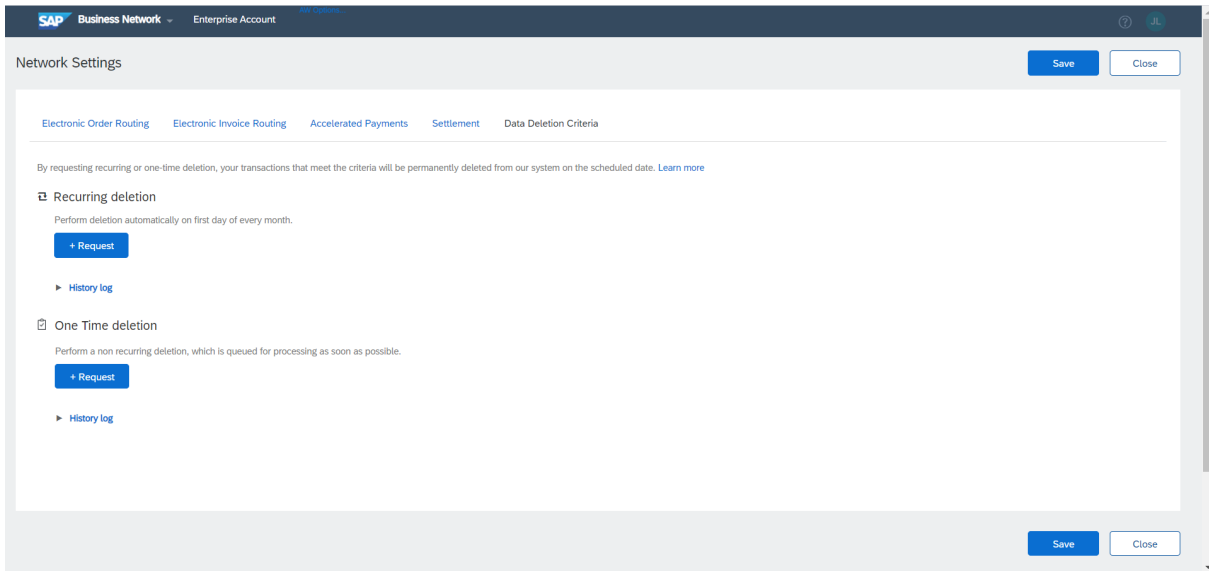 SAP Business Network Enterprise Account JL
Network Settings Save Close
Electronic Order Routing Electronic Invoice Routing Accelerated Payments Settlement Data Deletion Criteria
By requesting recurring or one-time deletion, your transactions that meet the criteria will be permanently deleted from our system on the scheduled date. Learn more
Recurring deletion
Perform deletion automatically on first day of every month.
+ Request
History log
One Time deletion
Perform a non recurring deletion, which is queued for processing as soon as possible.
+ Request
History log
Save Close